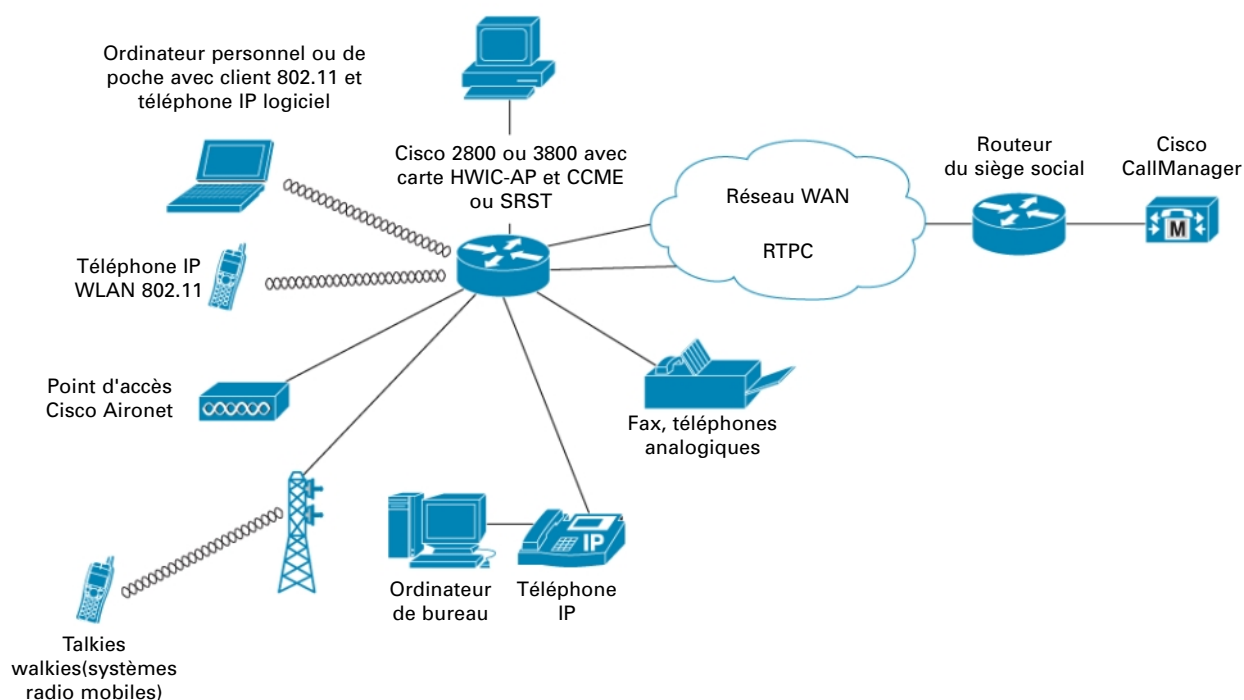 Ordinateur personnel ou de
poche avec client 802.11 et
téléphone IP logiciel
Cisco 2800 ou 3800 avec
carte HWIC-AP et CCME
ou SRST
Réseau WAN
RTPC
Routeur
du siège social
Cisco
CallManager
M
Téléphone IP
WLAN 802.11
Point d'accès
Cisco Aironet
Fax, téléphones
analogiques
IP
Ordinateur
de bureau
Téléphone
IP
Talkies
walkies(systèmes
radio mobiles)